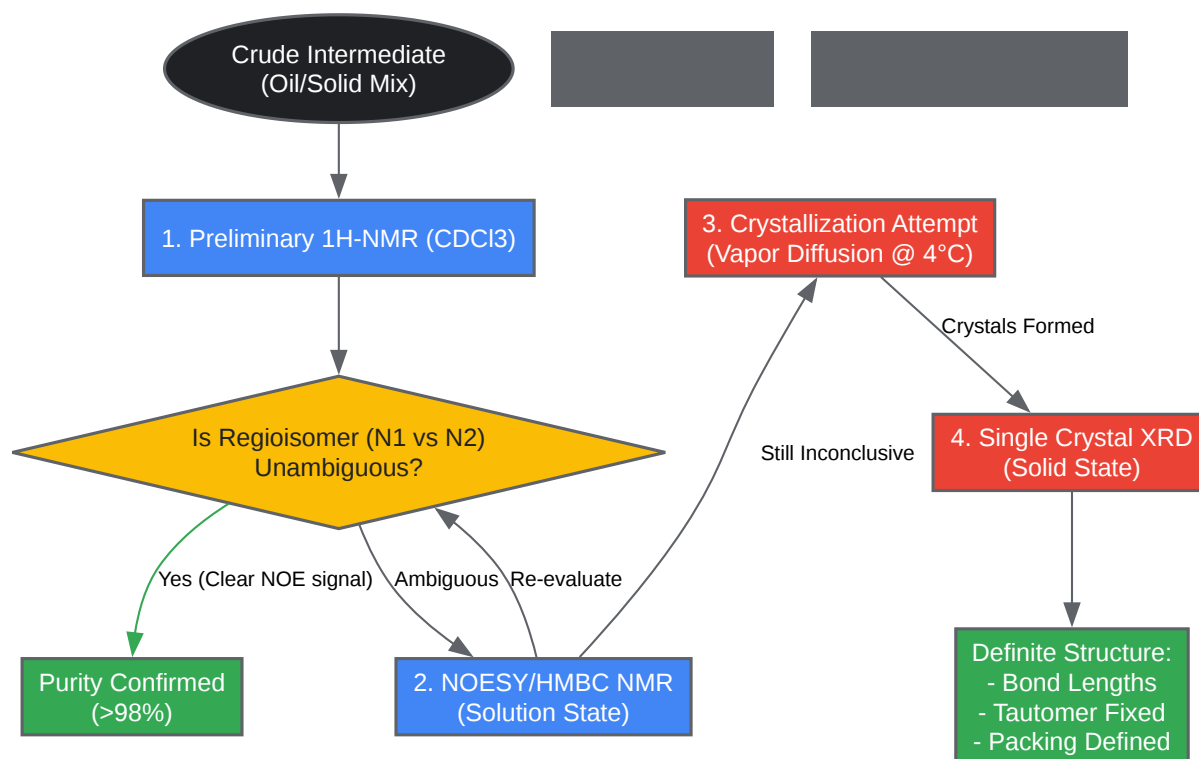 Crude Intermediate
(Oil/Solid Mix)
1. Preliminary 1H-NMR (CDCl3)
3. Crystallization Attempt
(Vapor Diffusion @ 4°C)
Crystals Formed
Is Regioisomer (N1 vs N2)
Unambiguous?
4. Single Crystal XRD
(Solid State)
Still Inconclusive
Yes (Clear NOE signal)
Ambiguous
Re-evaluate
Purity Confirmed
(>98%)
2. NOESY/HMBC NMR
(Solution State)
Definite Structure:
- Bond Lengths
- Tautomer Fixed
- Packing Defined